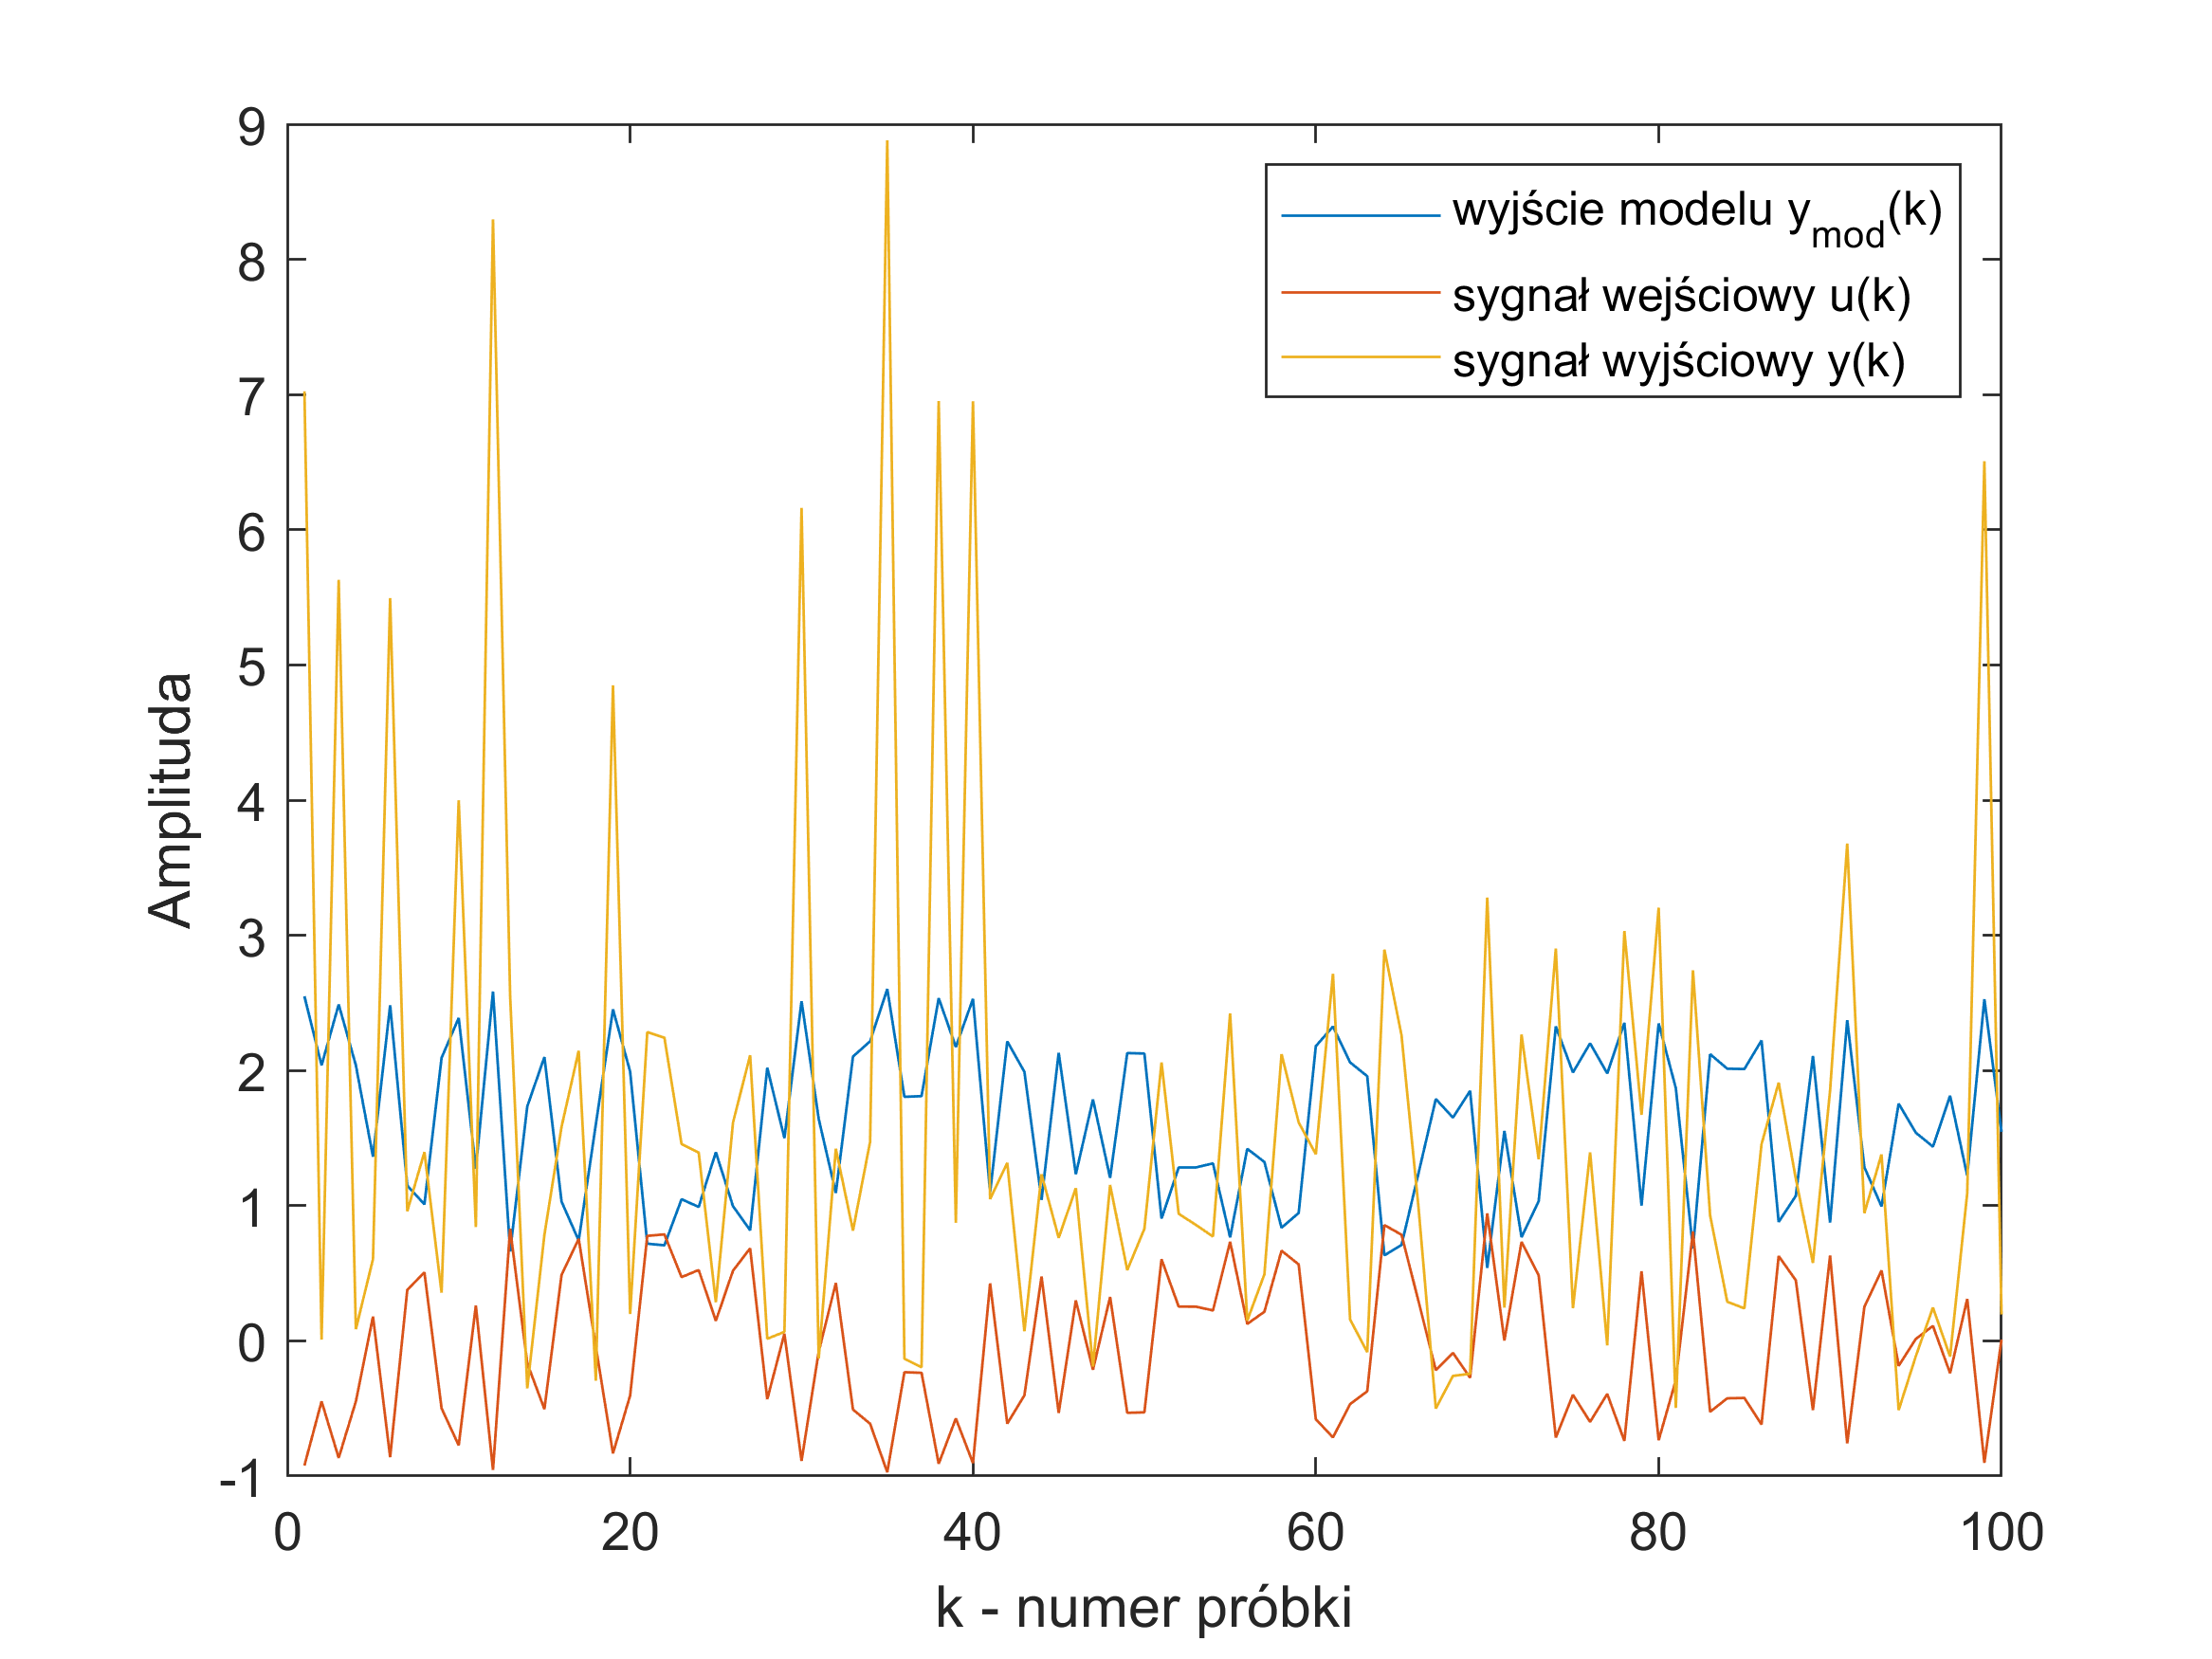 9
8
7
6
5
4
3
2
1
0
-1
0 20 40 60 80 100
Amplituda
k - numer próbki
wyjście modelu y_mod(k)
sygnał wejściowy u(k)
sygnał wyjściowy y(k)